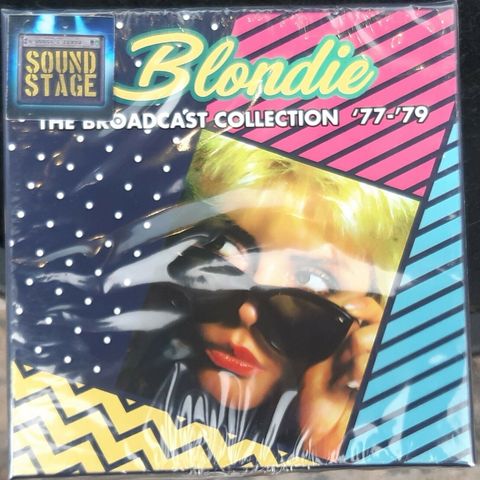 SOUND
STAGE
Blondie
THE BROADCAST COLLECTION '77-'79